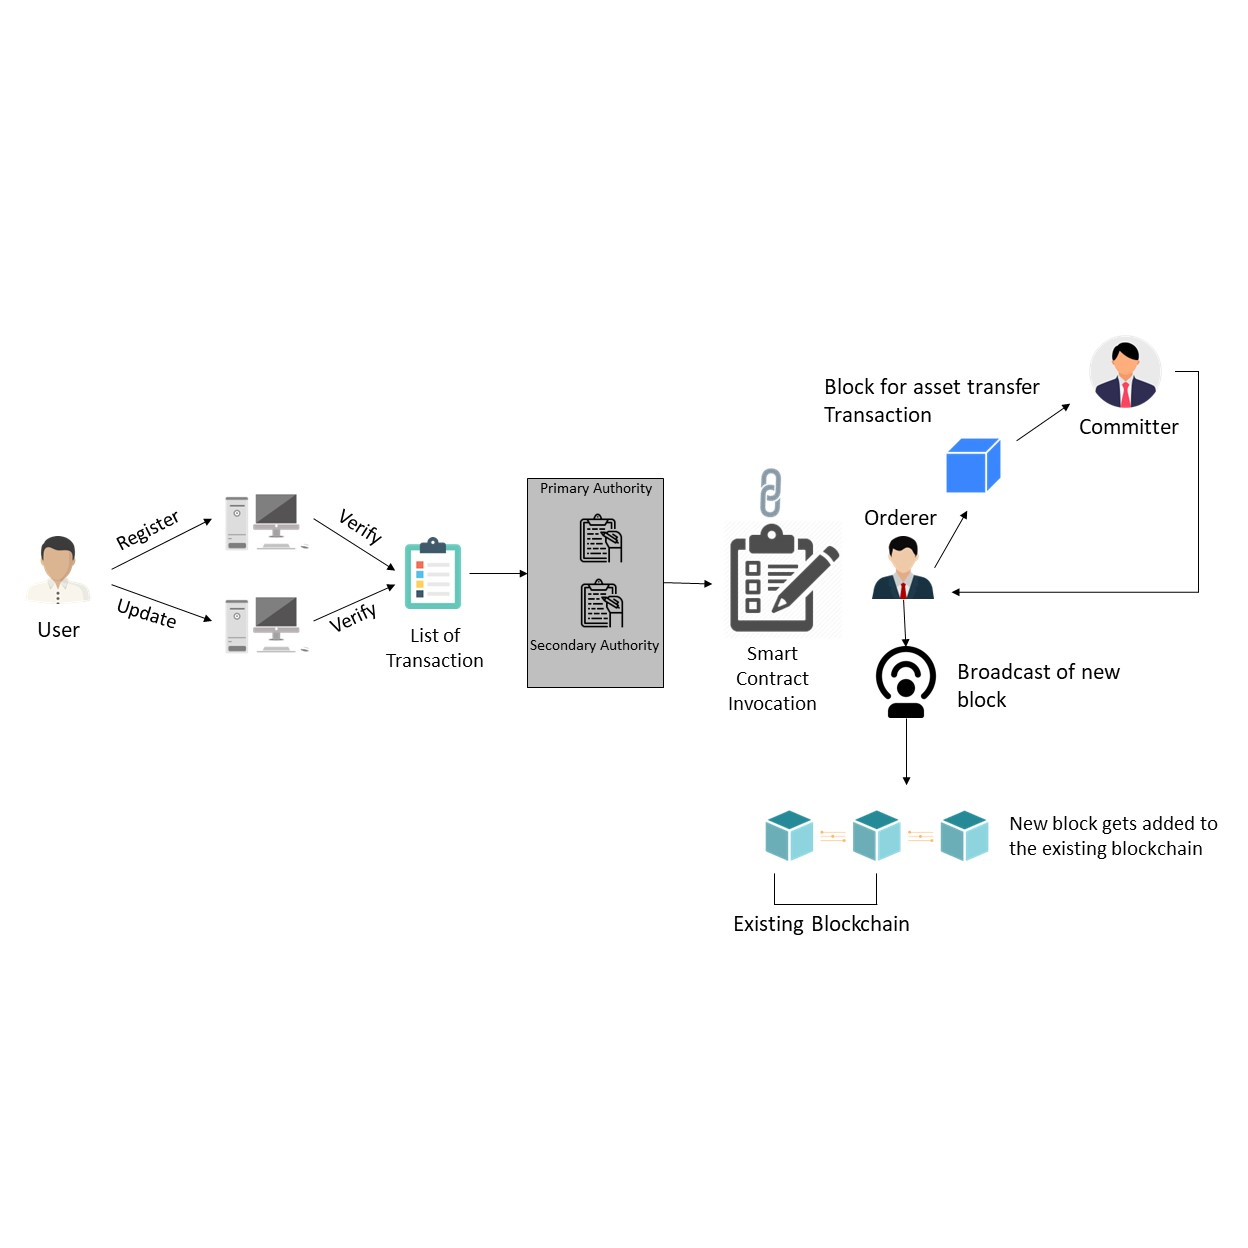 Register
Update
User
Verify
Verify
List of
Transaction
Primary Authority
Secondary Authority
Smart
Contract
Invocation
Block for asset transfer
Transaction
Committer
Orderer
Broadcast of new
block
New block gets added to
the existing blockchain
Existing Blockchain